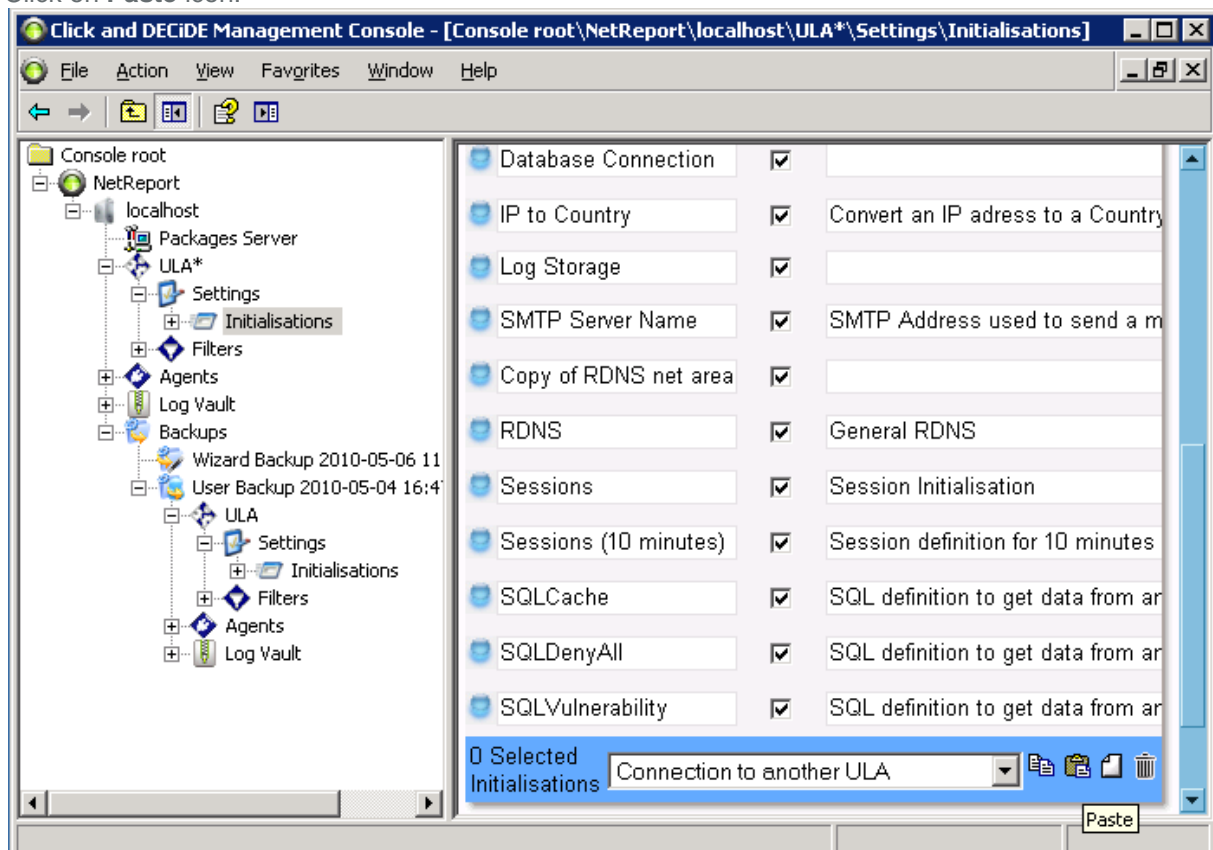 Click on Paste icon.
Click and DECiDE Management Console - [Console root\NetReport\localhost\ULA*\Settings\Initialisations]
File Action View Favorites Window Help
Console root
NetReport
localhost
Packages Server
ULA*
Settings
Initialisations
Filters
Agents
Log Vault
Backups
Wizard Backup 2010-05-06 11
User Backup 2010-05-04 16:4
ULA
Settings
Initialisations
Filters
Agents
Log Vault
Database Connection
IP to Country Convert an IP adress to a Country
Log Storage
SMTP Server Name SMTP Address used to send a m
Copy of RDNS net area
RDNS General RDNS
Sessions Session Initialisation
Sessions (10 minutes) Session definition for 10 minutes
SQLCache SQL definition to get data from an
SQLDenyAll SQL definition to get data from an
SQLVulnerability SQL definition to get data from an
0 Selected
Initialisations Connection to another ULA
Paste